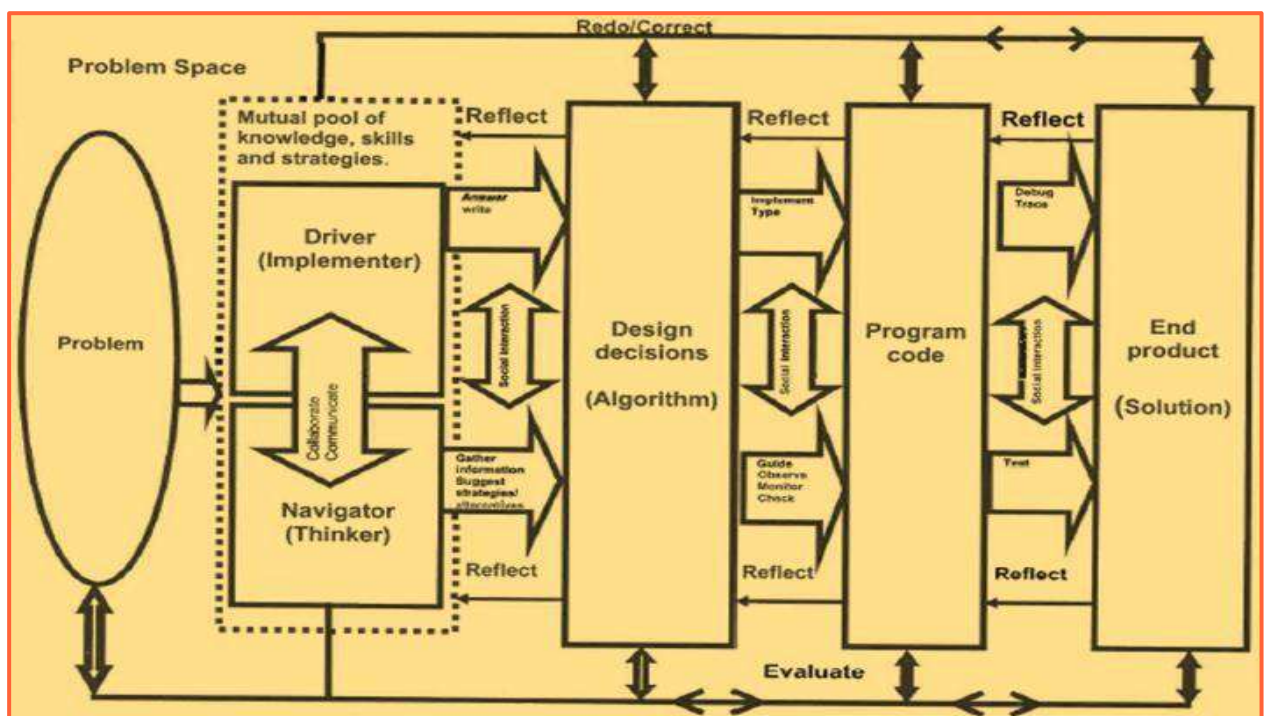 Redo/Correct
Problem Space
Mutual pool of
knowledge, skills
and strategies.
Reflect
Reflect
Reflect
Answer
write
Implement
Type
Debug
Trace
Driver
(Implementer)
Problem
Collaborate
Communicate
Social Interaction
Design
decisions
(Algorithm)
Social Interaction
Program
code
Social Interaction
End
product
(Solution)
Navigator
(Thinker)
Gather
information
Suggest
strategies/
alternatives
Guide
Observe
Monitor
Check
Test
Reflect
Reflect
Reflect
Evaluate